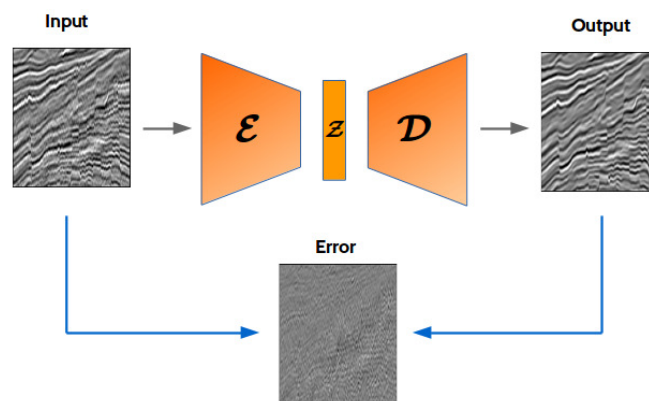 Input
Output
ℰ
𝓏
𝒟
Error